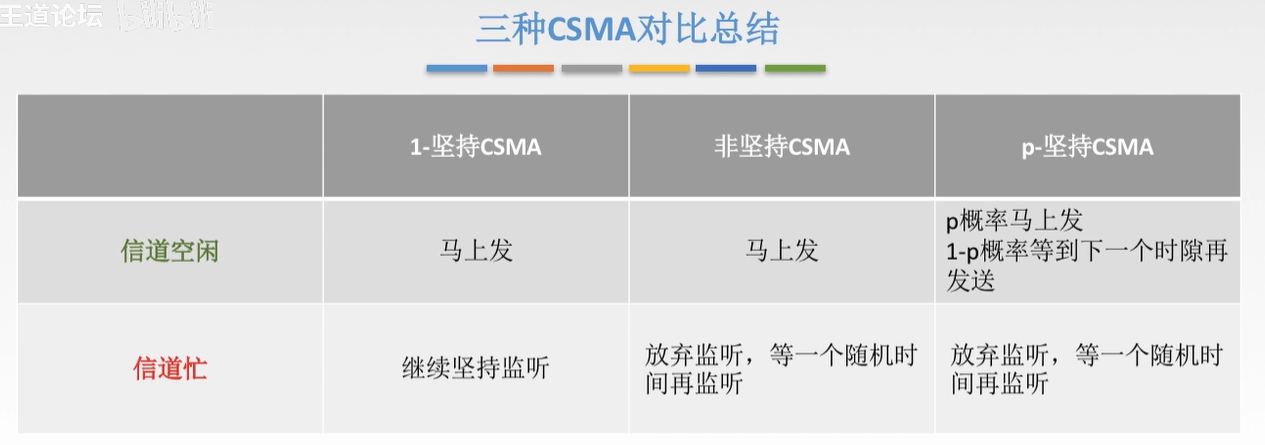 王道论坛 bilibili
三种CSMA对比总结
1-坚持CSMA 非坚持CSMA p-坚持CSMA
信道空闲 马上发 马上发 p概率马上发
1-p概率等到下一个时隙再
发送
信道忙 继续坚持监听 放弃监听，等一个随机时
间再监听
放弃监听，等一个随机时
间再监听